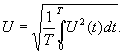 U = √(1/T ∫₀ᵀ U²(t)dt).